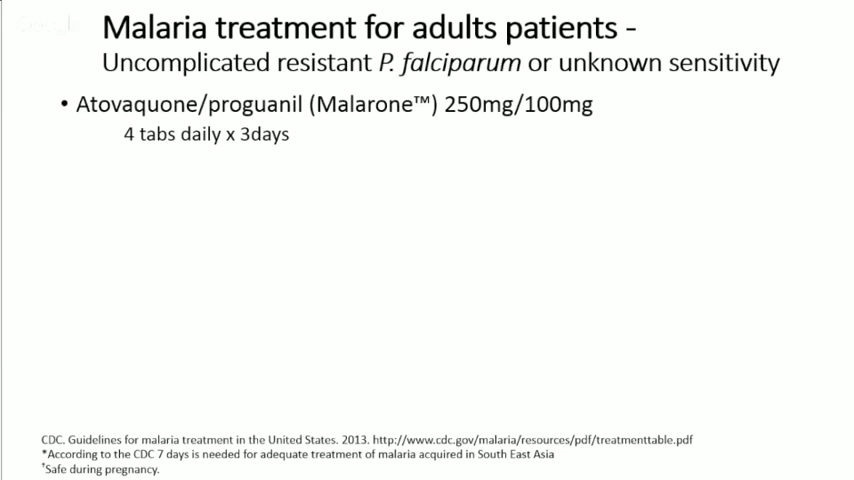 Malaria treatment for adults patients -
Uncomplicated resistant P. falciparum or unknown sensitivity
• Atovaquone/proguanil (Malarone™) 250mg/100mg
4 tabs daily x 3days
CDC. Guidelines for malaria treatment in the United States. 2013. http://www.cdc.gov/malaria/resources/pdf/treatmenttable.pdf
*According to the CDC 7 days is needed for adequate treatment of malaria acquired in South East Asia
†Safe during pregnancy.